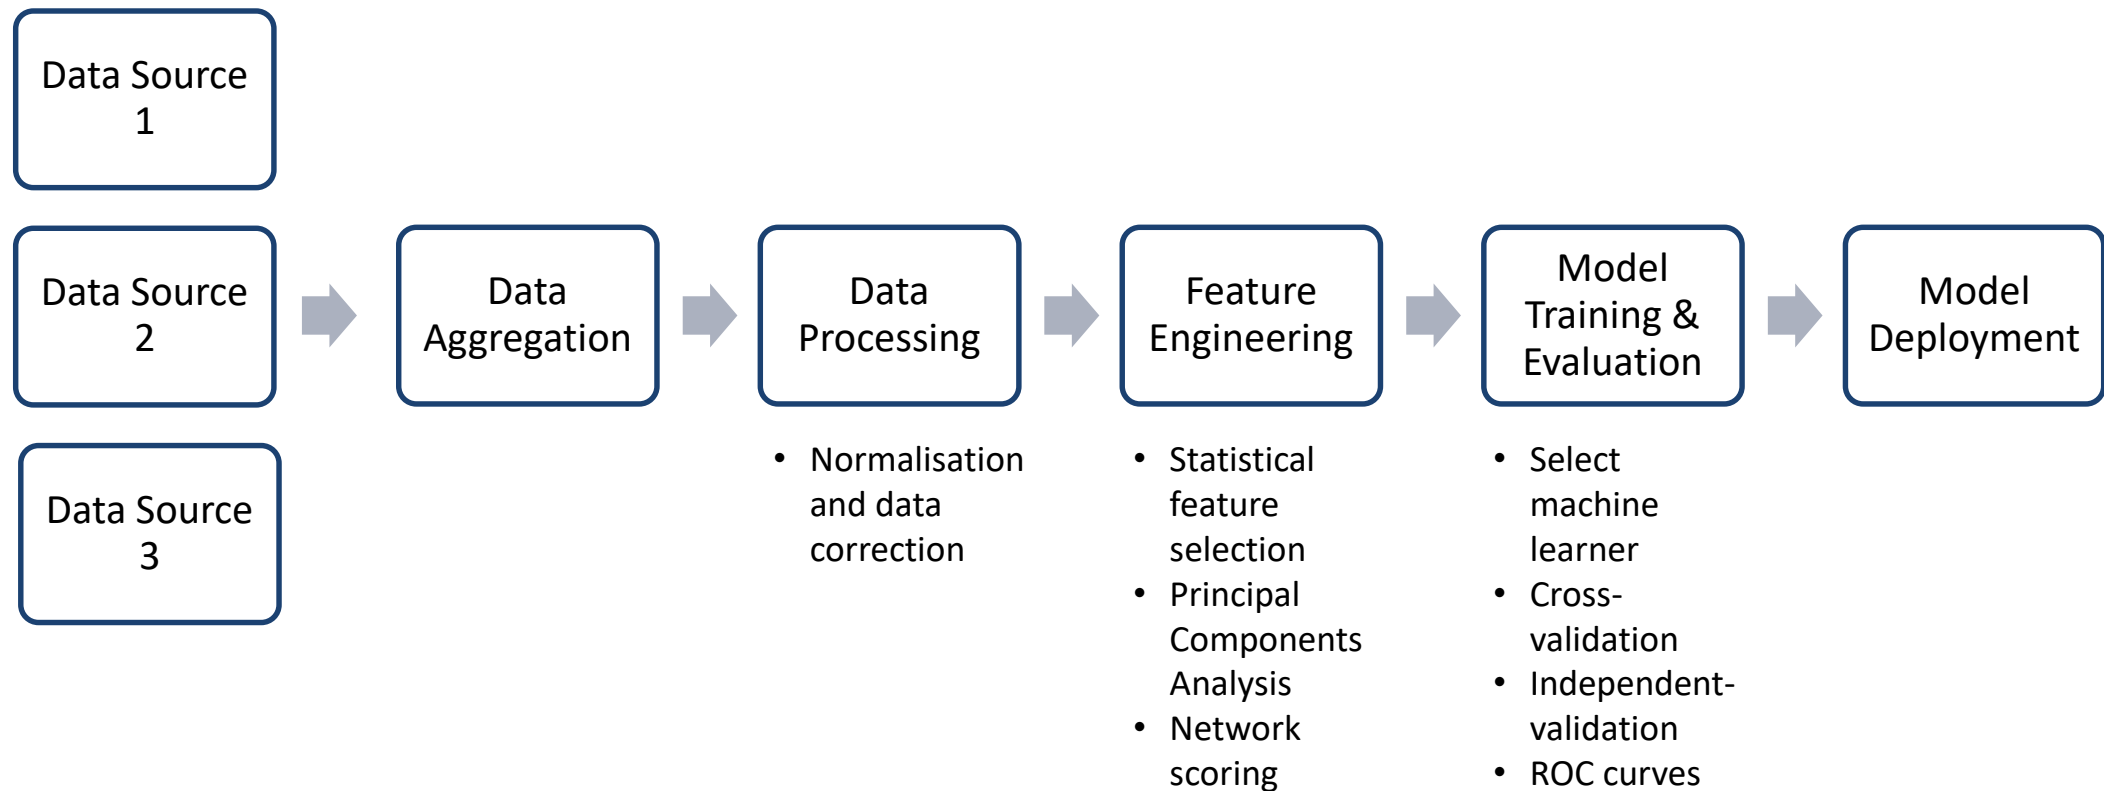 Data Source
1
Data Source
2
Data Source
3
Data
Aggregation
Data
Processing
• Normalisation
and data
correction
Feature
Engineering
• Statistical
feature
selection
• Principal
Components
Analysis
• Network
scoring
Model
Training &
Evaluation
• Select
machine
learner
• Cross-
validation
• Independent-
validation
• ROC curves
Model
Deployment